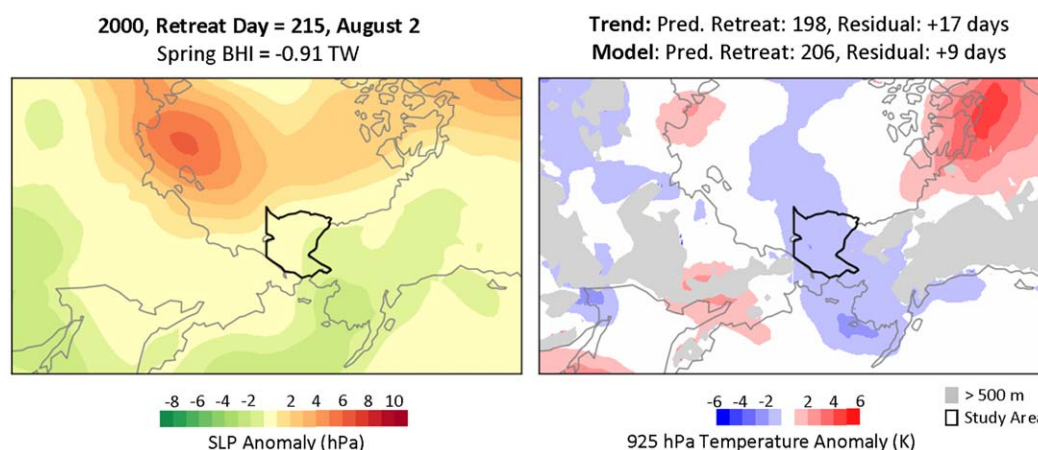 2000, Retreat Day = 215, August 2
Spring BHI = -0.91 TW
Trend: Pred. Retreat: 198, Residual: +17 days
Model: Pred. Retreat: 206, Residual: +9 days
-8 -6 -4 -2 2 4 6 8 10
SLP Anomaly (hPa)
-6 -4 -2 2 4 6
925 hPa Temperature Anomaly (K)
> 500 m
Study Area